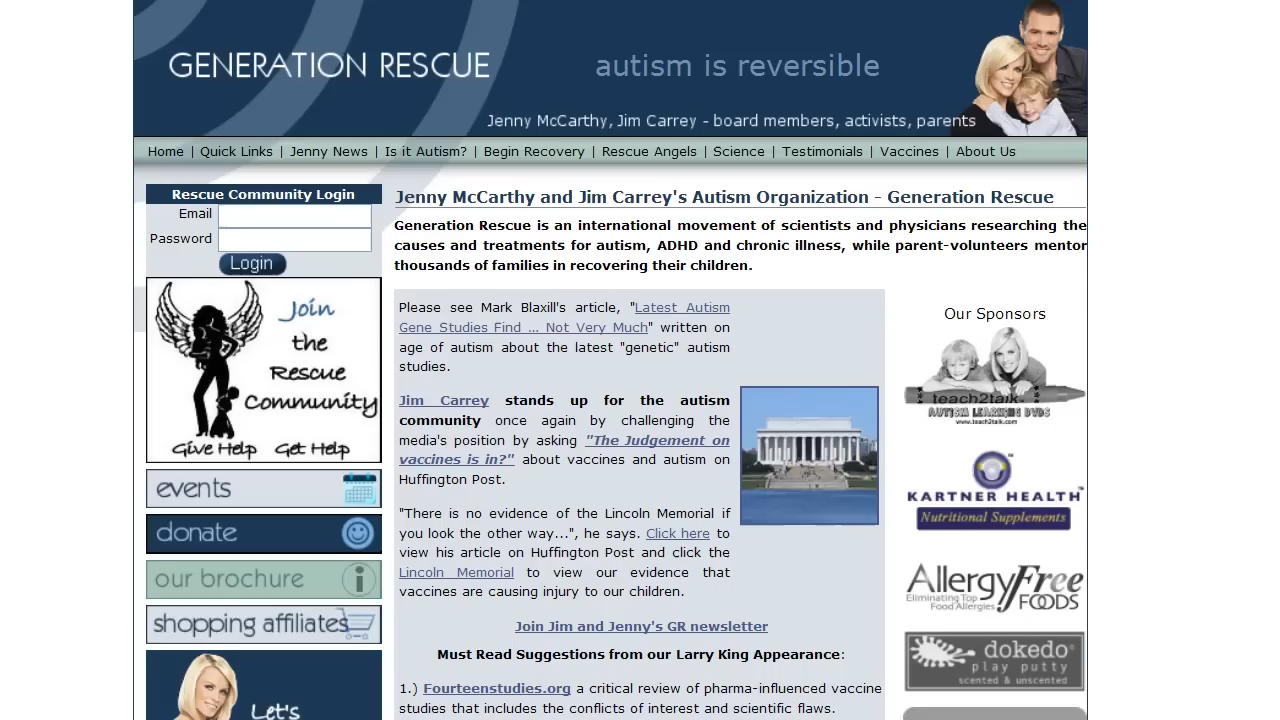 GENERATION RESCUE
autism is reversible
Jenny McCarthy, Jim Carrey - board members, activists, parents
Home | Quick Links | Jenny News | Is it Autism? | Begin Recovery | Rescue Angels | Science | Testimonials | Vaccines | About Us
Rescue Community Login
Email
Password
Login
Join
the
Rescue
Community
Give Help Get Help
events
donate
our brochure
shopping affiliates
Let's
Jenny McCarthy and Jim Carrey's Autism Organization - Generation Rescue
Generation Rescue is an international movement of scientists and physicians researching the
causes and treatments for autism, ADHD and chronic illness, while parent-volunteers mentor
thousands of families in recovering their children.
Please see Mark Blaxill's article, "Latest Autism
Gene Studies Find ... Not Very Much" written on
age of autism about the latest "genetic" autism
studies.
Jim Carrey stands up for the autism
community once again by challenging the
media's position by asking "The Judgement on
vaccines is in?" about vaccines and autism on
Huffington Post.
"There is no evidence of the Lincoln Memorial if
you look the other way...", he says. Click here to
view his article on Huffington Post and click the
Lincoln Memorial to view our evidence that
vaccines are causing injury to our children.
Join Jim and Jenny's GR newsletter
Must Read Suggestions from our Larry King Appearance:
1.) Fourteenstudies.org a critical review of pharma-influenced vaccine
studies that includes the conflicts of interest and scientific flaws.
Our Sponsors
teach2talk
AUTISM LEARNING DVDS
www.teach2talk.com
KARTNER HEALTH™
Nutritional Supplements
AllergyFree
Eliminating Top
Food Allergies
FOODS
dokedo®
play putty
scented & unscented